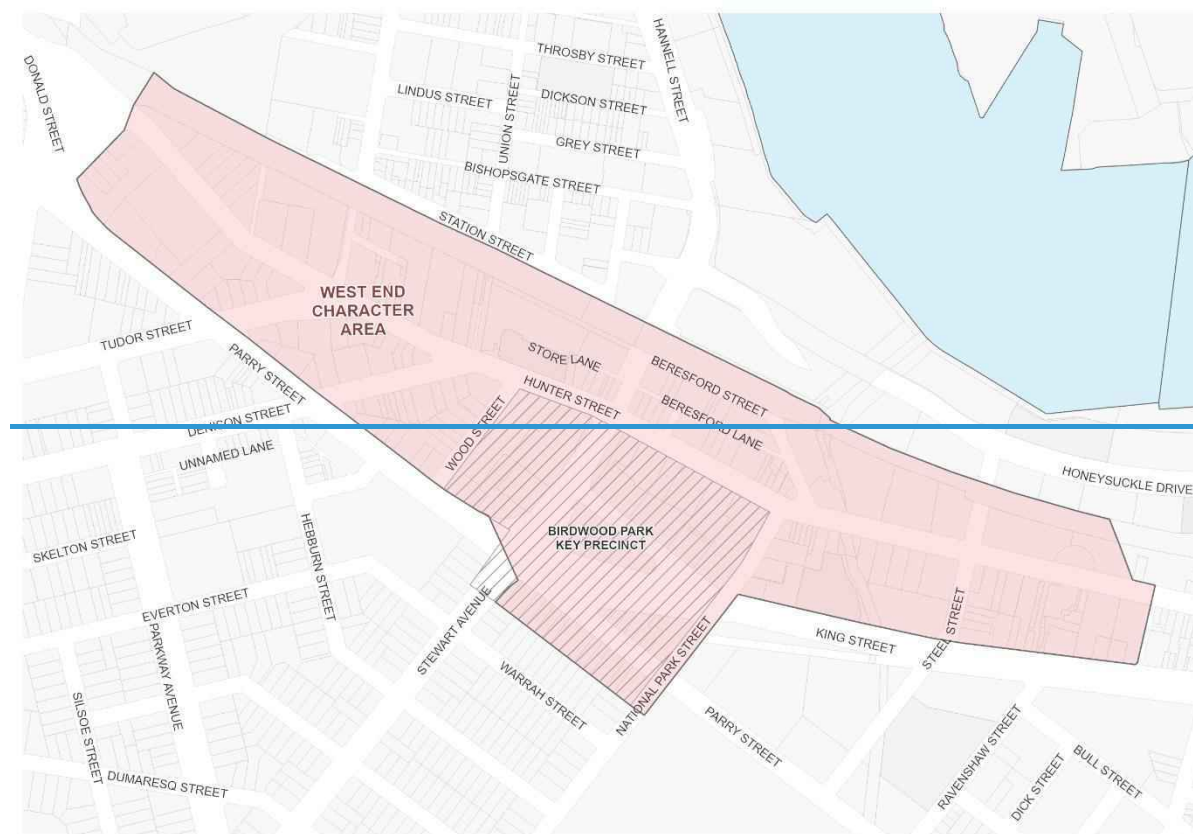 THROSBY STREET
HANNELL STREET
DONALD STREET
LINDUS STREET
UNION STREET
DICKSON STREET
GREY STREET
BISHOPSGATE STREET
STATION STREET
WEST END
CHARACTER
AREA
TUDOR STREET
PARRY STREET
STORE LANE
BERESFORD STREET
HUNTER STREET
BERESFORD LANE
DENISON STREET
WOOD STREET
UNNAMED LANE
HONEYSUCKLE DRIVE
SKELTON STREET
HEBBURN STREET
BIRDWOOD PARK
KEY PRECINCT
EVERTON STREET
PARKWAY AVENUE
STEWART AVENUE
KING STREET
STEEL STREET
WARRAH STREET
NATIONAL PARK STREET
SILSOE STREET
PARRY STREET
RAVENSHAW STREET
BULL STREET
DICK STREET
DUMARESQ STREET